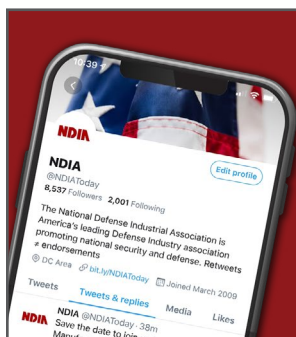 10:39
NDIA
NDIA
Edit profile
@NDIAToday
8,537 Followers 2,001 Following
The National Defense Industrial Association is
America's leading Defense Industry association
promoting national security and defense. Retweets
≠ endorsements
DC Area bit.ly/NDIAToday Joined March 2009
Tweets Tweets & replies Media Likes
NDIA
NDIA @NDIAToday · 38m
Save the date to join